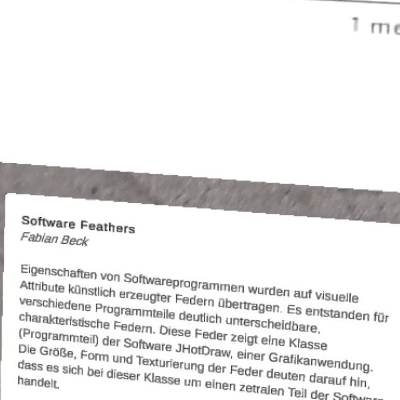 1 me
Software Feathers
Fabian Beck
Eigenschaften von Softwareprogrammen wurden auf visuelle
Attribute künstlich erzeugter Federn übertragen. Es entstanden für
verschiedene Programmteile deutlich unterscheidbare,
charakteristische Federn. Diese Feder zeigt eine Klasse
(Programmteil) der Software JHotDraw, einer Grafikanwendung.
Die Größe, Form und Texturierung der Feder deuten darauf hin,
dass es sich bei dieser Klasse um einen zetralen Teil der Software
handelt.